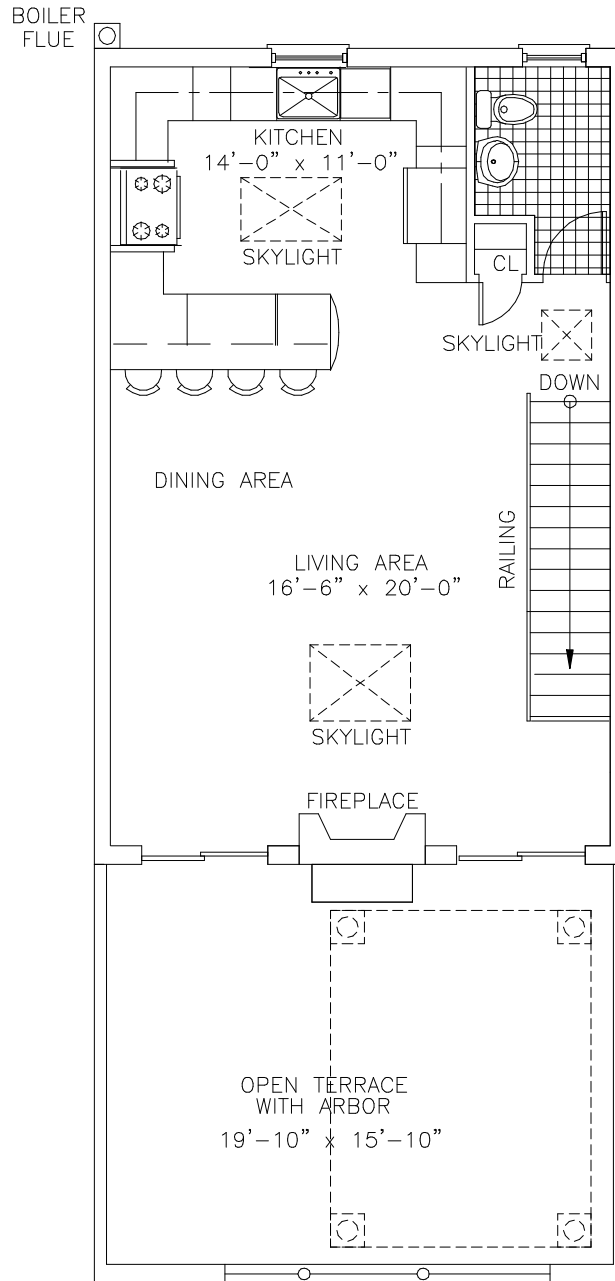 BOILER
FLUE
KITCHEN
14'-0" x 11'-0"
SKYLIGHT
CL
SKYLIGHT
DOWN
DINING AREA
RAILING
LIVING AREA
16'-6" x 20'-0"
SKYLIGHT
FIREPLACE
OPEN TERRACE
WITH ARBOR
19'-10" x 15'-10"